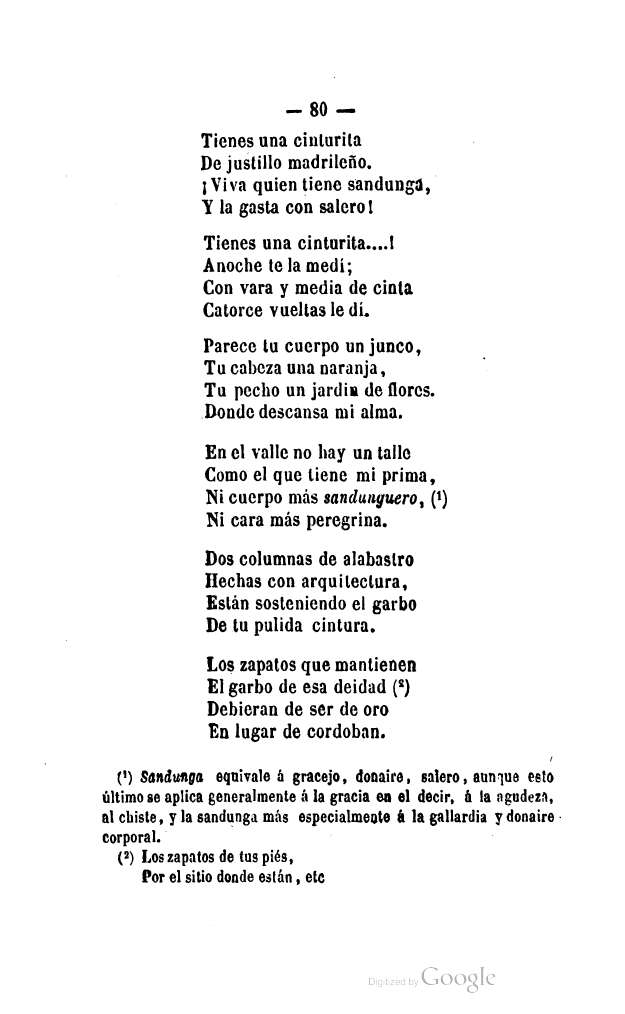 — 80 —
Tienes una cinturita
De justillo madrileño.
¡Viva quien tiene sandunga,
Y la gasta con salero!
Tienes una cinturita....!
Anoche te la medí;
Con vara y media de cinta
Catorce vueltas le dí.
Parece tu cuerpo un junco,
Tu cabeza una naranja,
Tu pecho un jardin de flores.
Donde descansa mi alma.
En el valle no hay un talle
Como el que tiene mi prima,
Ni cuerpo más sandunguero, (¹)
Ni cara más peregrina.
Dos columnas de alabastro
Hechas con arquitectura,
Están sosteniendo el garbo
De tu pulida cintura.
Los zapatos que mantienen
El garbo de esa deidad (²)
Debieran de ser de oro
En lugar de cordoban.
(¹) Sandunga equivale á gracejo, donaire, salero, aunque esto
último se aplica generalmente á la gracia en el decir, á la agudeza,
al chiste, y la sandunga más especialmente á la gallardia y donaire
corporal.
(²) Los zapatos de tus piés,
Por el sitio donde están, etc
Digitized by Google